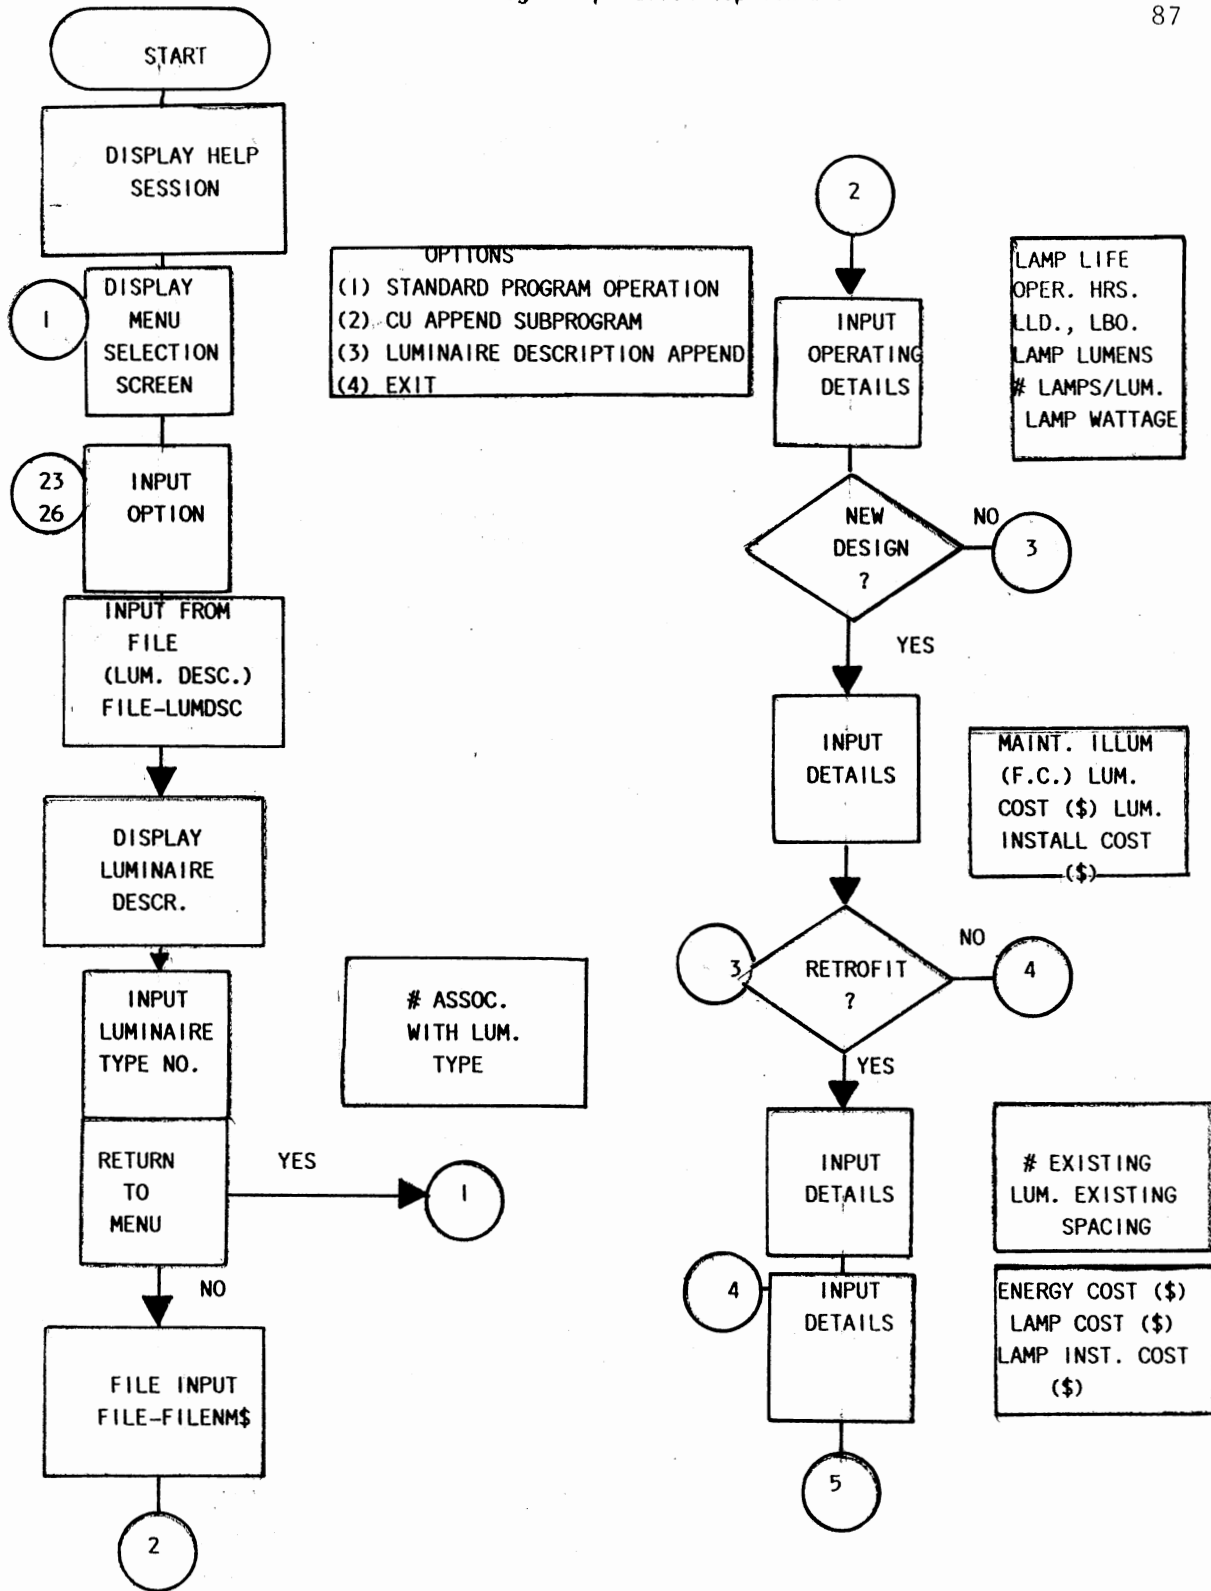 87
START
DISPLAY HELP
SESSION
1
DISPLAY
MENU
SELECTION
SCREEN
OPTIONS
(1) STANDARD PROGRAM OPERATION
(2) CU APPEND SUBPROGRAM
(3) LUMINAIRE DESCRIPTION APPEND
(4) EXIT
23
26
INPUT
OPTION
INPUT FROM
FILE
(LUM. DESC.)
FILE-LUMDSC
DISPLAY
LUMINAIRE
DESCR.
INPUT
LUMINAIRE
TYPE NO.
# ASSOC.
WITH LUM.
TYPE
RETURN
TO
MENU
YES
1
NO
FILE INPUT
FILE-FILENM$
2
2
INPUT
OPERATING
DETAILS
LAMP LIFE
OPER. HRS.
LLD., LBO.
LAMP LUMENS
# LAMPS/LUM.
LAMP WATTAGE
NEW
DESIGN
?
NO
3
YES
INPUT
DETAILS
MAINT. ILLUM
(F.C.) LUM.
COST ($) LUM.
INSTALL COST
($)
3
RETROFIT
?
NO
4
YES
INPUT
DETAILS
# EXISTING
LUM. EXISTING
SPACING
4
INPUT
DETAILS
ENERGY COST ($)
LAMP COST ($)
LAMP INST. COST
($)
5